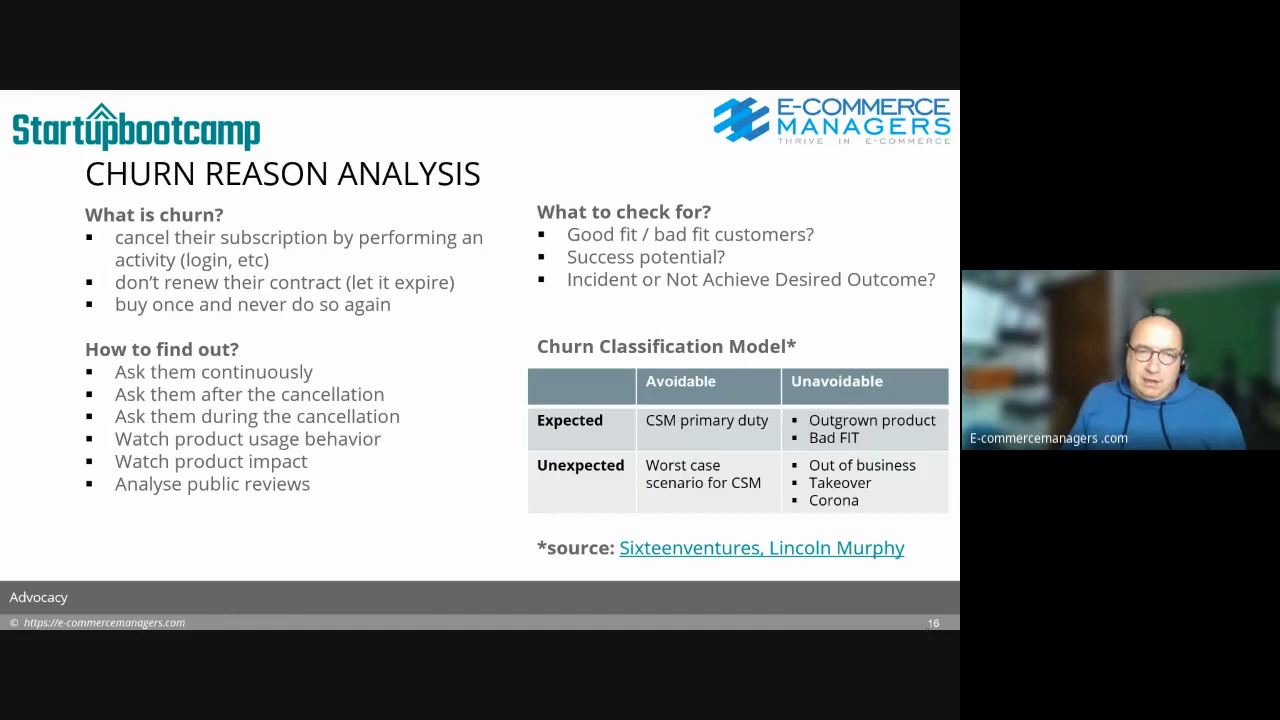 Startupbootcamp
E-COMMERCE
MANAGERS
THRIVE IN E-COMMERCE
CHURN REASON ANALYSIS
What is churn?
▪ cancel their subscription by performing an
activity (login, etc)
▪ don’t renew their contract (let it expire)
▪ buy once and never do so again
How to find out?
▪ Ask them continuously
▪ Ask them after the cancellation
▪ Ask them during the cancellation
▪ Watch product usage behavior
▪ Watch product impact
▪ Analyse public reviews
What to check for?
▪ Good fit / bad fit customers?
▪ Success potential?
▪ Incident or Not Achieve Desired Outcome?
Churn Classification Model*
Avoidable Unavoidable
Expected CSM primary duty ▪ Outgrown product
▪ Bad FIT
Unexpected Worst case ▪ Out of business
scenario for CSM ▪ Takeover
▪ Corona
*source: Sixteenventures, Lincoln Murphy
Advocacy
© https://e-commercemanagers.com
16
E-commercemanagers .com